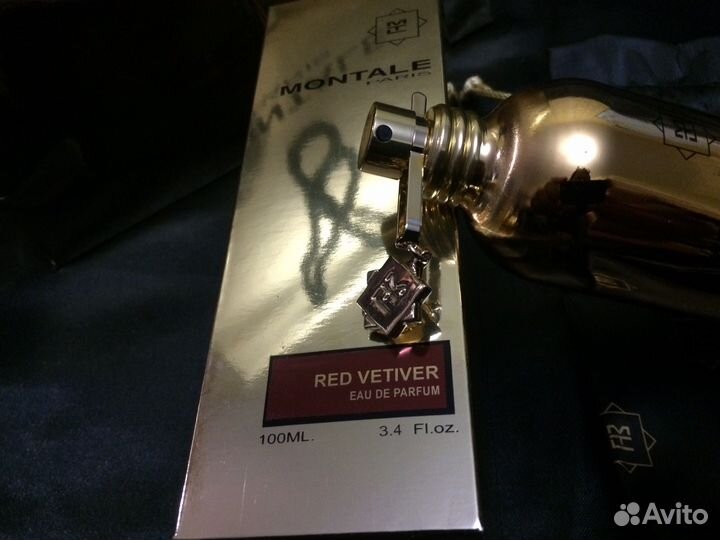 MONTALE
PARIS
RED VETIVER
EAU DE PARFUM
100ML. 3.4 Fl.oz.
Avito